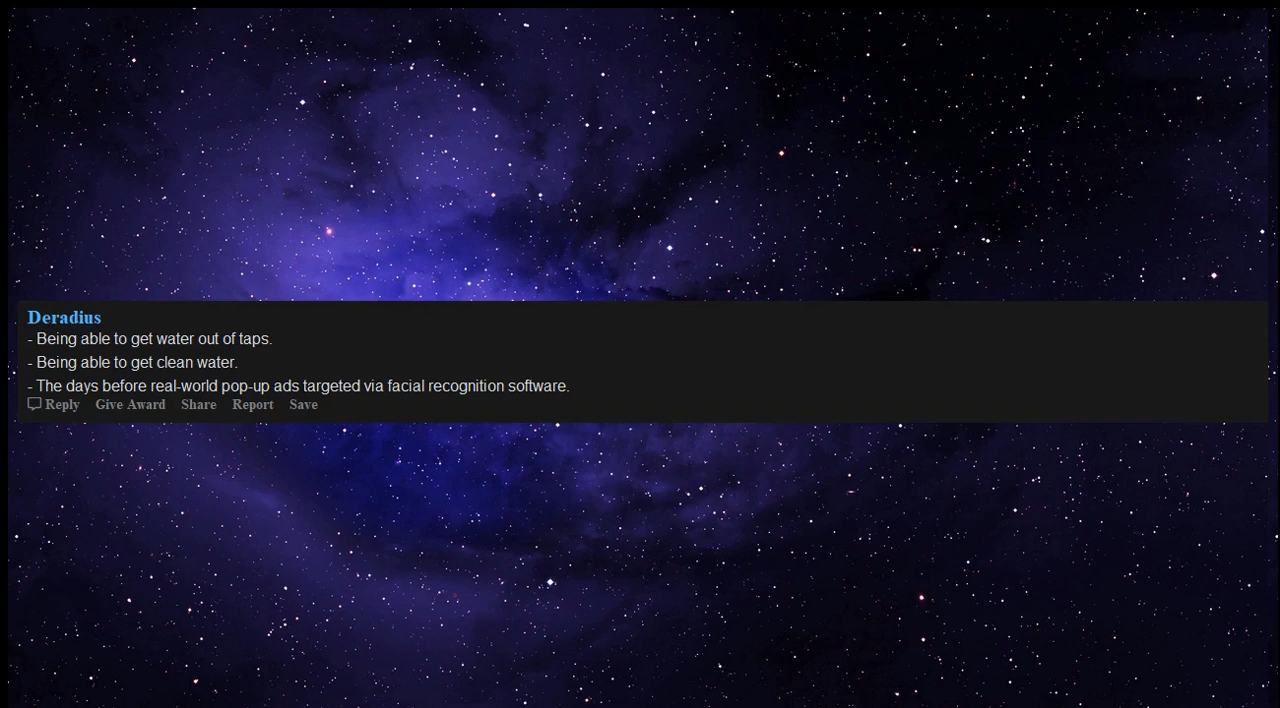 Deradius
- Being able to get water out of taps.
- Being able to get clean water.
- The days before real-world pop-up ads targeted via facial recognition software.
Reply Give Award Share Report Save